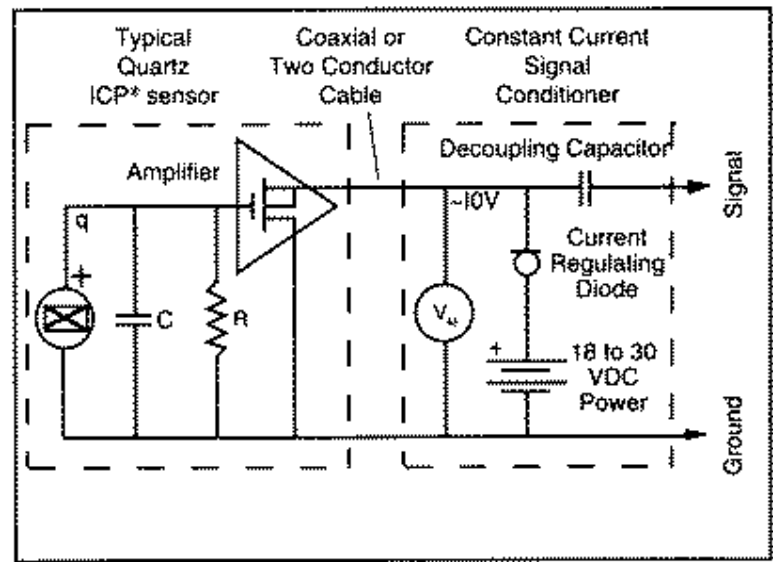 Typical
Quartz
ICP* sensor
Coaxial or
Two Conductor
Cable
Constant Current
Signal
Conditioner
Amplifier
Decoupling Capacitor
Signal
q
+
C
R
~10V
Current
Regulating
Diode
+
18 to 30
VDC
Power
Ground